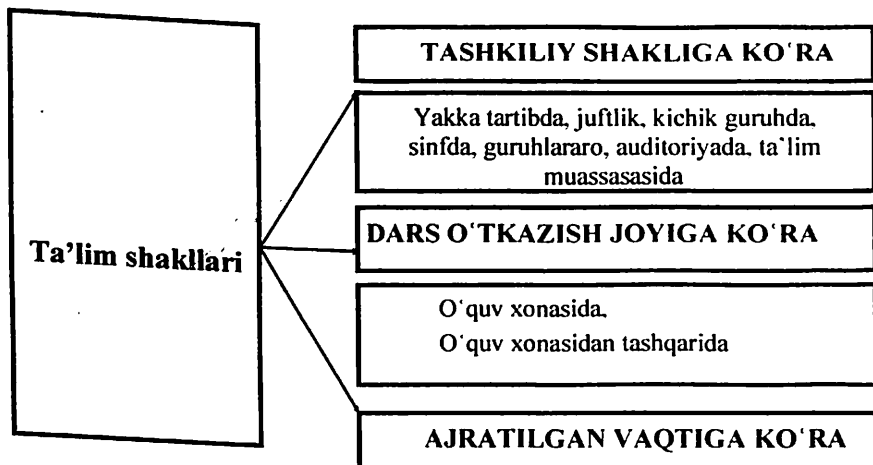 TASHKILIY SHAKLIGA KO‘RA
Yakka tartibda, juftlik, kichik guruhda,
sinfda, guruhlararo, auditoriyada, ta`lim
muassasasida
Ta’lim shakllari
DARS O‘TKAZISH JOYIGA KO‘RA
O‘quv xonasida,
O‘quv xonasidan tashqarida
AJRATILGAN VAQTIGA KO‘RA